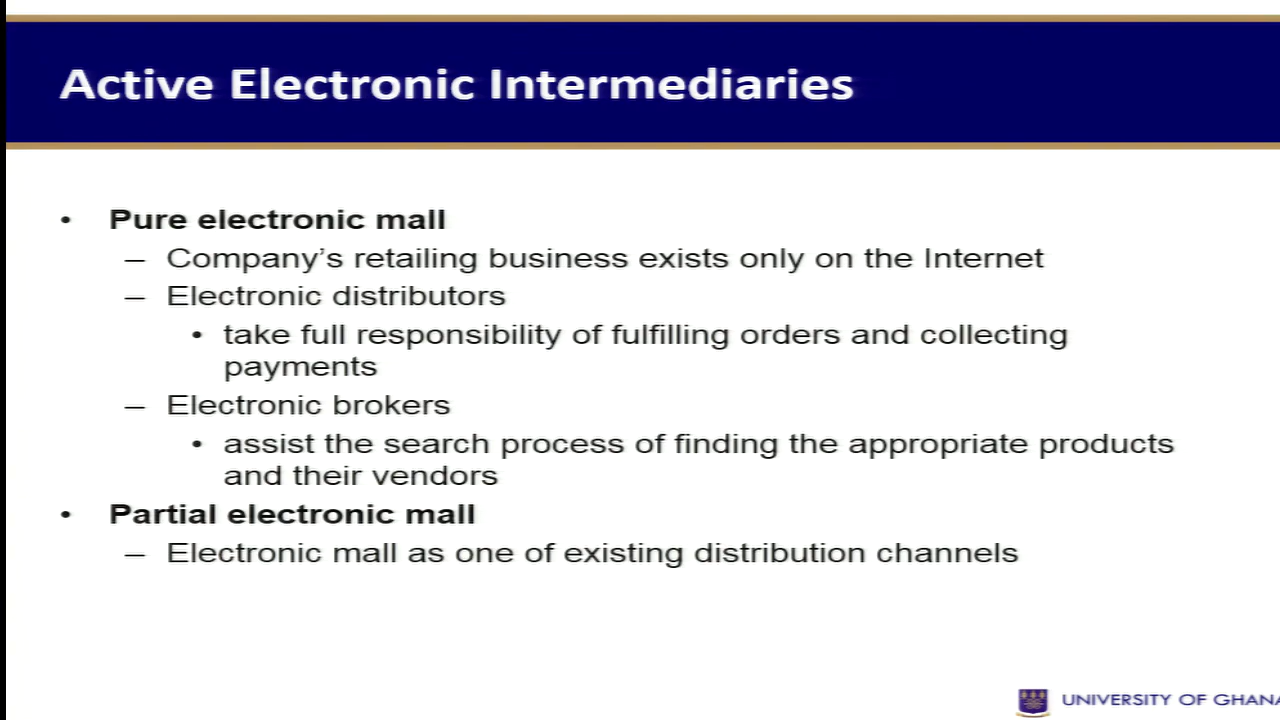 Active Electronic Intermediaries
• Pure electronic mall
– Company's retailing business exists only on the Internet
– Electronic distributors
• take full responsibility of fulfilling orders and collecting
payments
– Electronic brokers
• assist the search process of finding the appropriate products
and their vendors
• Partial electronic mall
– Electronic mall as one of existing distribution channels
UNIVERSITY OF GHANA